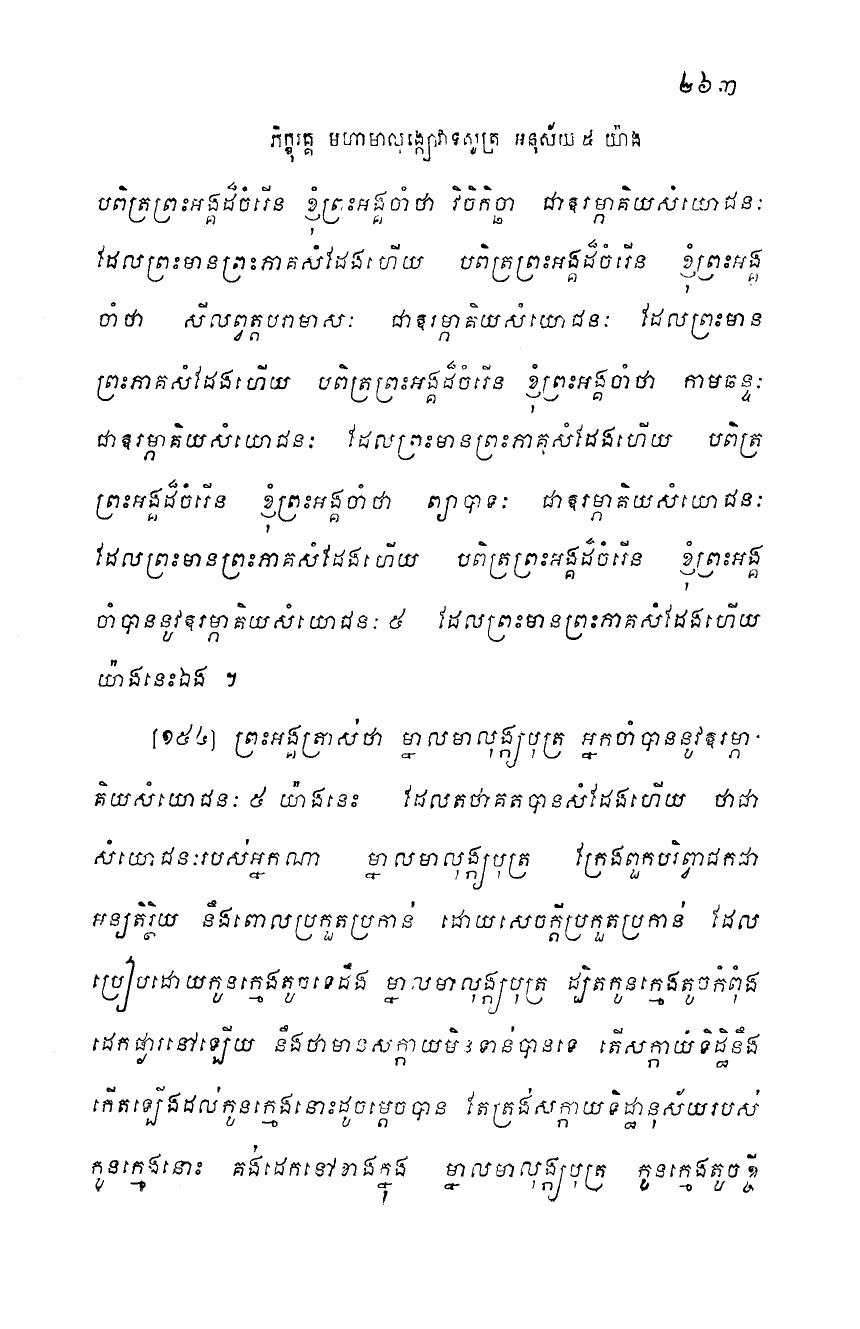 ២៦៣
ភិក្ខុវគ្គ មហាមាលុង្ក្យោវាទសូត្រ អនុស័យ ៥ យ៉ាង
បពិត្រព្រះអង្គដ៏ចំរើន ខ្ញុំព្រះអង្គចាំថា វិចិកិច្ឆា ជាឱរម្ភាគិយសំយោជនៈ
ដែលព្រះមានព្រះភាគសំដែងហើយ បពិត្រព្រះអង្គដ៏ចំរើន ខ្ញុំព្រះអង្គ
ចាំថា សីលព្វត្តបរាមាសៈ ជាឱរម្ភាគិយសំយោជនៈ ដែលព្រះមាន
ព្រះភាគសំដែងហើយ បពិត្រព្រះអង្គដ៏ចំរើន ខ្ញុំព្រះអង្គចាំថា កាមឆន្ទៈ
ជាឱរម្ភាគិយសំយោជនៈ ដែលព្រះមានព្រះភាគសំដែងហើយ បពិត្រ
ព្រះអង្គដ៏ចំរើន ខ្ញុំព្រះអង្គចាំថា ព្យាបាទៈ ជាឱរម្ភាគិយសំយោជនៈ
ដែលព្រះមានព្រះភាគសំដែងហើយ បពិត្រព្រះអង្គដ៏ចំរើន ខ្ញុំព្រះអង្គ
ចាំបាននូវឱរម្ភាគិយសំយោជនៈ ៥ ដែលព្រះមានព្រះភាគសំដែងហើយ
យ៉ាងនេះឯង ។
[១៥៤] ព្រះអង្គត្រាស់ថា ម្នាលមាលុង្ក្យបុត្រ អ្នកចាំបាននូវឱរម្ភា-
គិយសំយោជនៈ ៥ យ៉ាងនេះ ដែលតថាគតបានសំដែងហើយ ថាជា
សំយោជនៈរបស់អ្នកណា ម្នាលមាលុង្ក្យបុត្រ ក្រែងពួកបរិព្វាជកជា
អន្យតិរ្ថិយ នឹងពោលប្រកួតប្រកាន់ ដោយសេចក្តីប្រកួតប្រកាន់ ដែល
ប្រៀបដោយកូនក្មេងតូចទេដឹង ម្នាលមាលុង្ក្យបុត្រ ដ្បិតកូនក្មេងតូចកំពុំង
ដេកផ្ងារនៅឡើយ នឹងថាមានសក្កាយមិនទាន់បានទេ តើសក្កាយទិដ្ឋិនឹង
កើតឡើងដល់កូនក្មេងនោះដូចម្តេចបាន តែត្រង់សក្កាយទិដ្ឋានុស័យរបស់
កូនក្មេងនោះ គង់ដេកនៅខាងក្នុង ម្នាលមាលុង្ក្យបុត្រ កូនក្មេងតូចខ្ចី